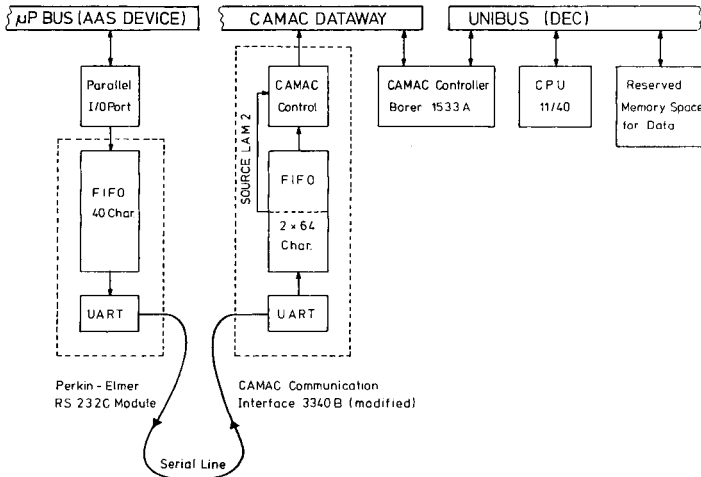 µP BUS (AAS DEVICE)
CAMAC DATAWAY
UNIBUS (DEC)
Parallel
I/O Port
CAMAC
Control
CAMAC Controller
Borer 1533 A
CPU
11/40
Reserved
Memory Space
for Data
SOURCE LAM 2
FIFO
40 Char.
FIFO
2 × 64
Char.
UART
UART
Perkin-Elmer
RS 232C Module
CAMAC Communication
Interface 3340B (modified)
Serial Line